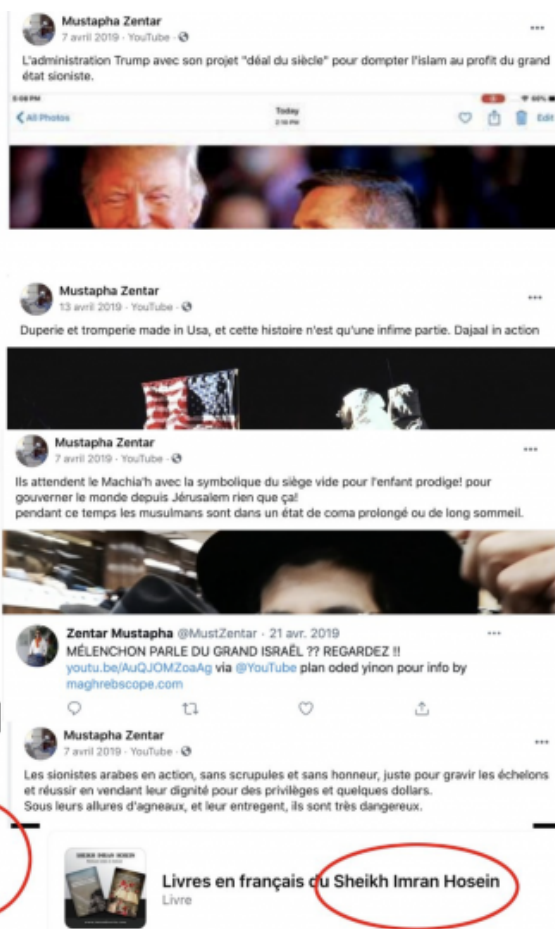 Mustapha Zentar
7 avril 2019 · YouTube ·
L'administration Trump avec son projet "déal du siècle" pour dompter l'islam au profit du grand
état sioniste.
All Photos
Today
2:16 PM
Edit
Mustapha Zentar
13 avril 2019 · YouTube ·
Duperie et tromperie made in Usa, et cette histoire n'est qu'une infime partie. Dajaal in action
Mustapha Zentar
7 avril 2019 · YouTube ·
Ils attendent le Machia'h avec la symbolique du siège vide pour l'enfant prodige! pour
gouverner le monde depuis Jérusalem rien que ça!
pendant ce temps les musulmans sont dans un état de coma prolongé ou de long sommeil.
Zentar Mustapha @MustZentar · 21 avr. 2019
MÉLENCHON PARLE DU GRAND ISRAËL ?? REGARDEZ !!
youtu.be/AuQJOMZoaAg via @YouTube plan oded yinon pour info by
maghrebscope.com
Mustapha Zentar
7 avril 2019 · YouTube ·
Les sionistes arabes en action, sans scrupules et sans honneur, juste pour gravir les échelons
et réussir en vendant leur dignité pour des privilèges et quelques dollars.
Sous leurs allures d'agneaux, et leur entregent, ils sont très dangereux.
SHEIKH IMRAN HOSEIN
Livres en français du Sheikh Imran Hosein
Livre